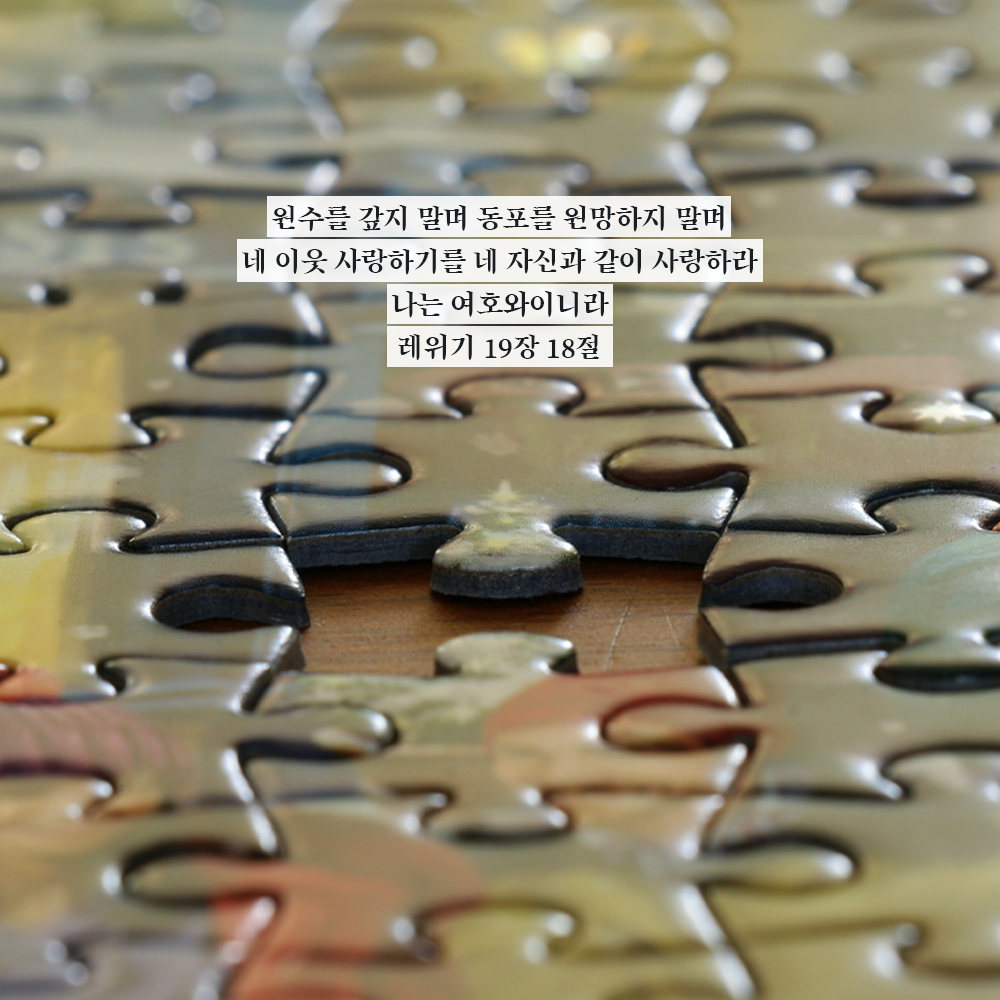 원수를 갚지 말며 동포를 원망하지 말며
네 이웃 사랑하기를 네 자신과 같이 사랑하라
나는 여호와이니라
레위기 19장 18절